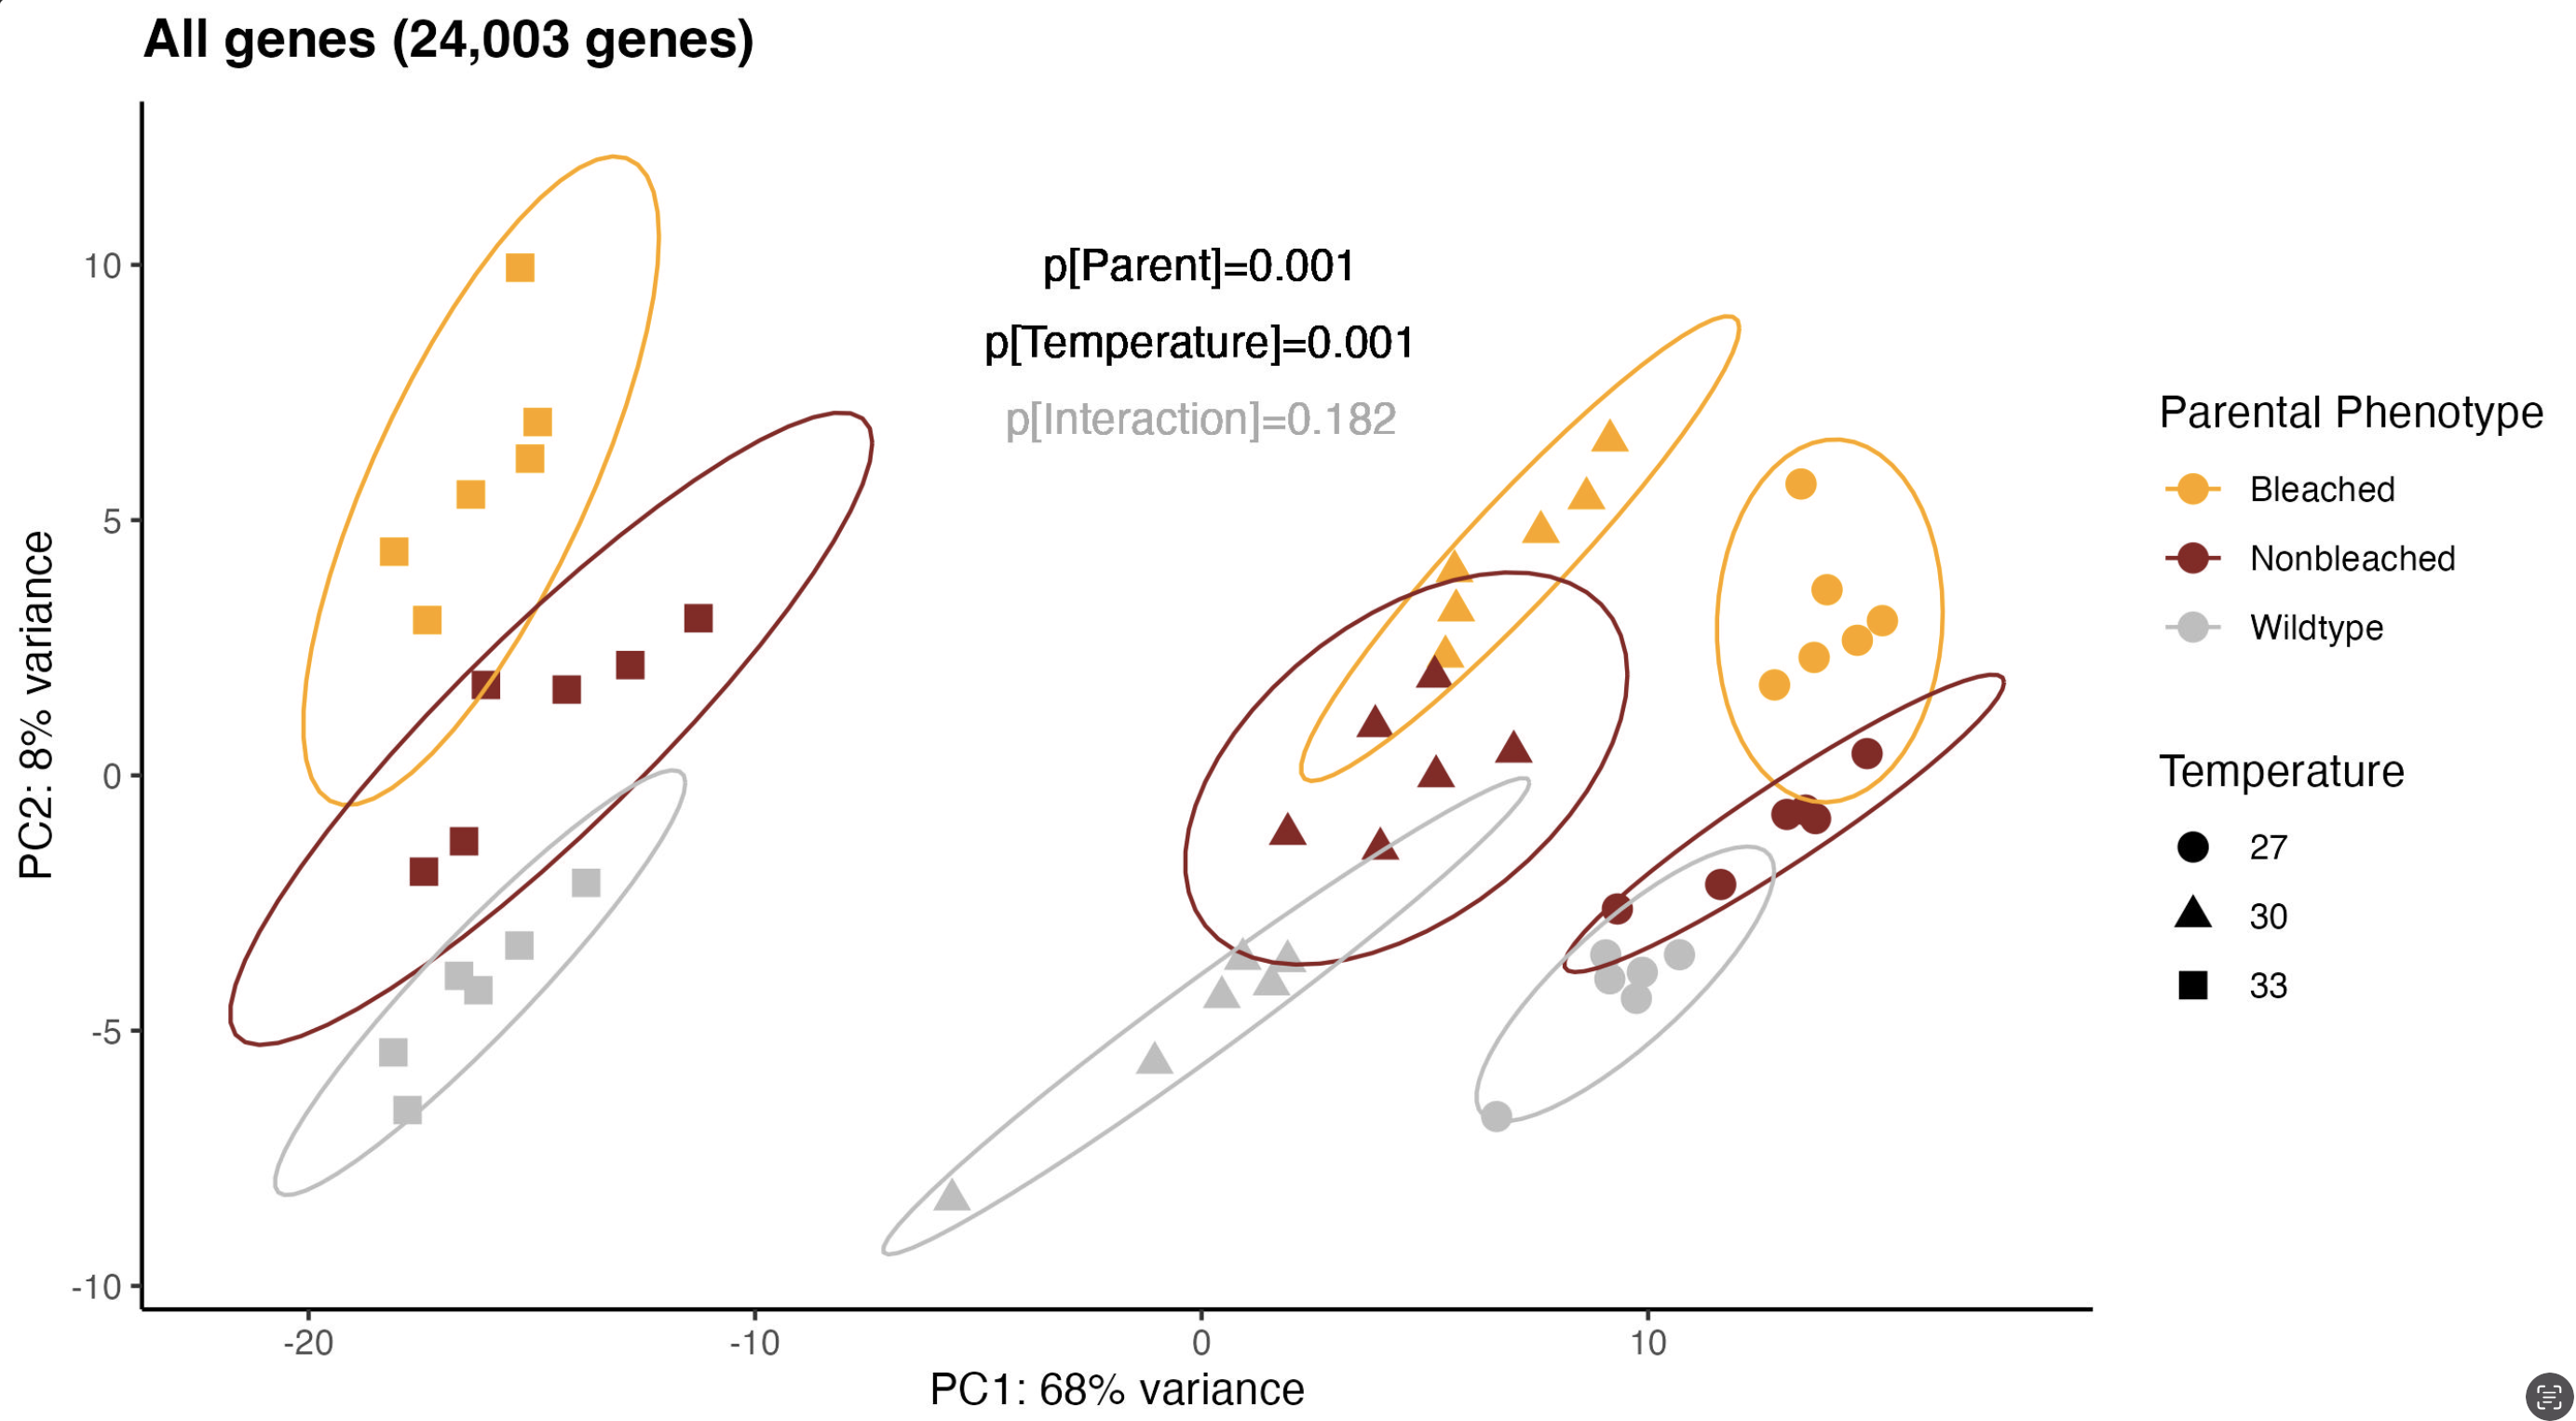 All genes (24,003 genes)
p[Parent]=0.001
p[Temperature]=0.001
p[Interaction]=0.182
10
5
0
-5
-10
PC2: 8% variance
-20
-10
0
10
PC1: 68% variance
Parental Phenotype
Bleached
Nonbleached
Wildtype
Temperature
27
30
33